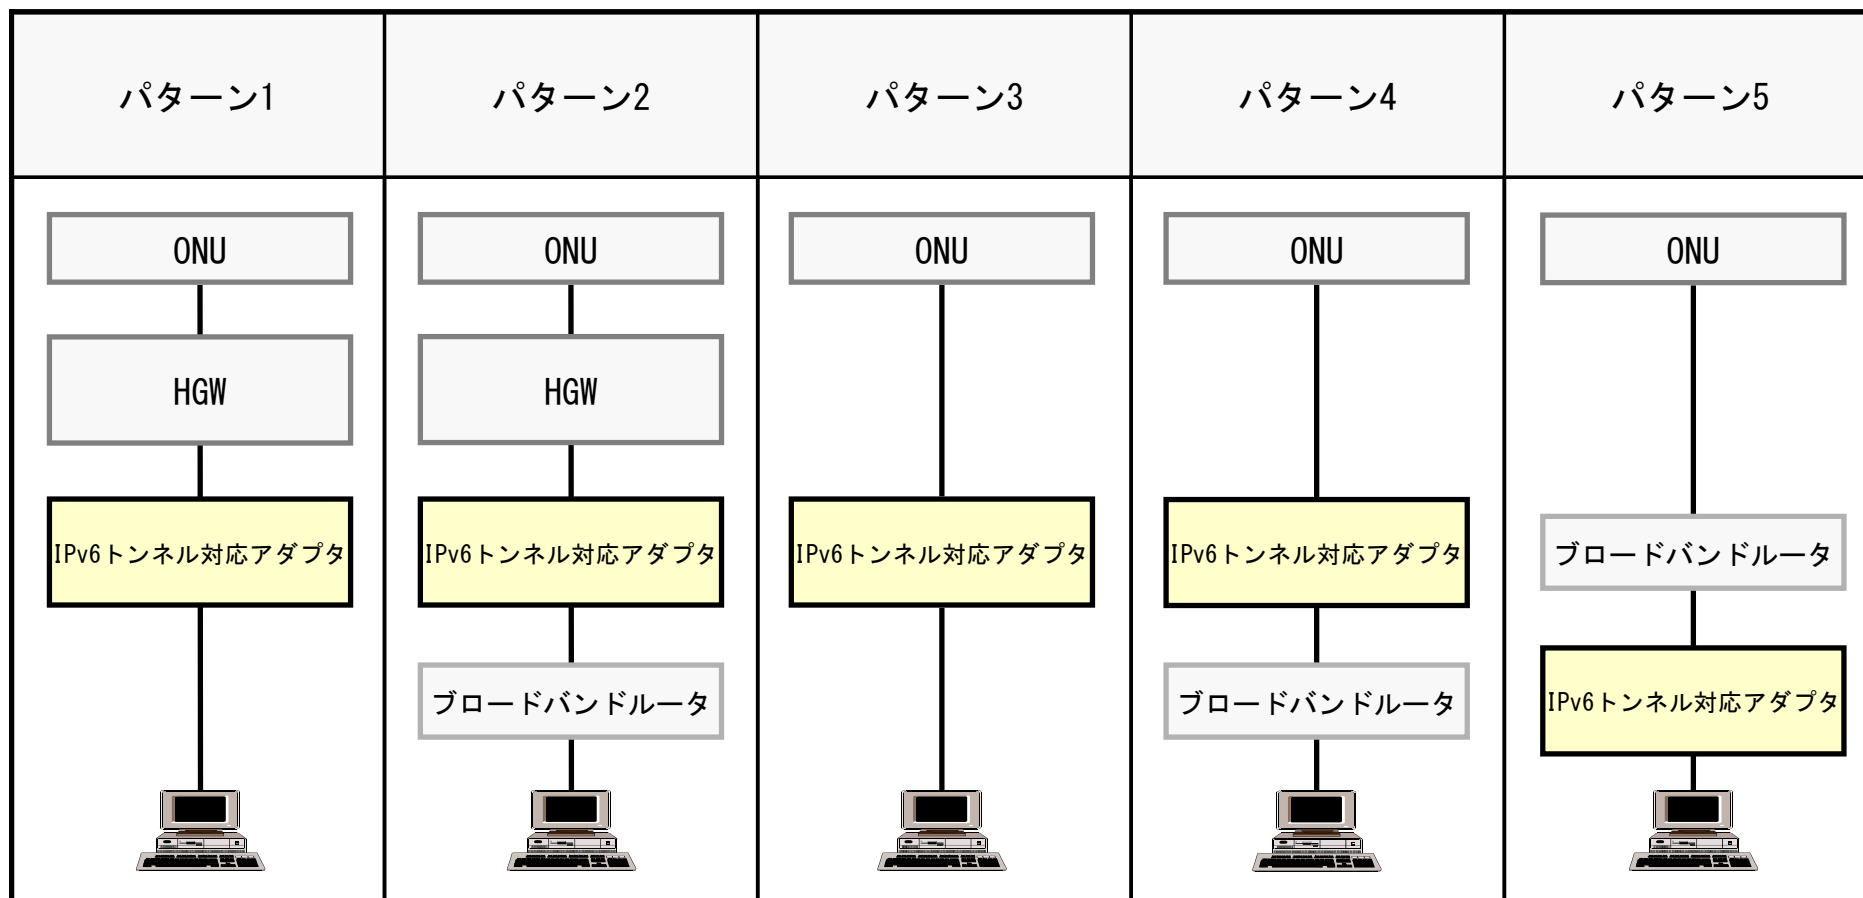 パターン1
パターン2
パターン3
パターン4
パターン5
ONU
ONU
ONU
ONU
ONU
HGW
HGW
IPv6トンネル対応アダプタ
IPv6トンネル対応アダプタ
IPv6トンネル対応アダプタ
IPv6トンネル対応アダプタ
ブロードバンドルータ
ブロードバンドルータ
ブロードバンドルータ
IPv6トンネル対応アダプタ